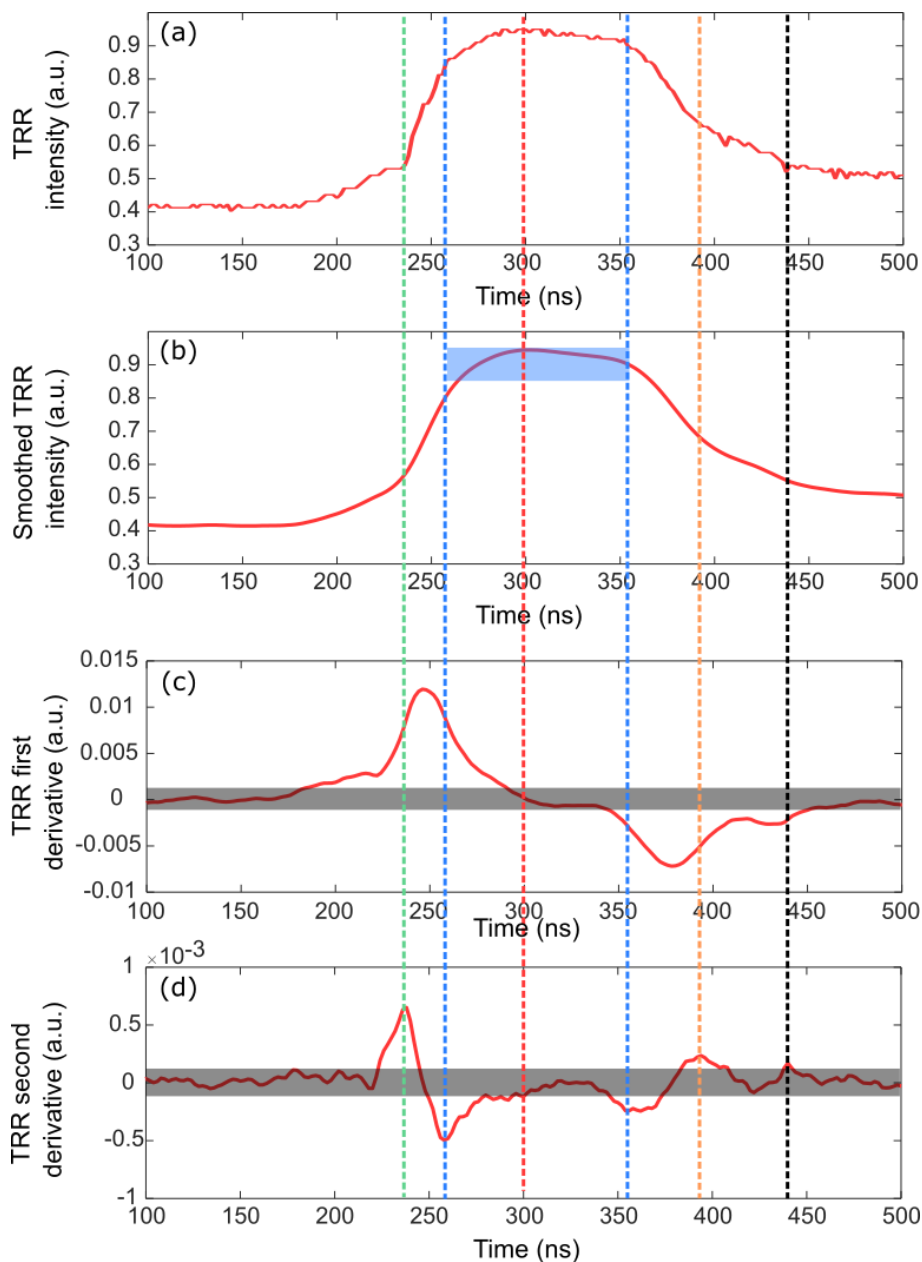 (a)
TRR
intensity (a.u.)
0.9
0.8
0.7
0.6
0.5
0.4
0.3
100 150 200 250 300 350 400 450 500
Time (ns)
(b)
Smoothed TRR
intensity (a.u.)
0.9
0.8
0.7
0.6
0.5
0.4
0.3
100 150 200 250 300 350 400 450 500
Time (ns)
(c)
TRR first
derivative (a.u.)
0.015
0.01
0.005
0
-0.005
-0.01
100 150 200 250 300 350 400 450 500
Time (ns)
×10-3
(d)
TRR second
derivative (a.u.)
1
0.5
0
-0.5
-1
100 150 200 250 300 350 400 450 500
Time (ns)